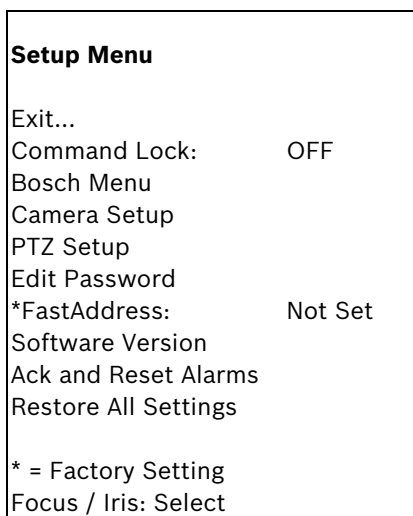 Setup Menu
Exit...
Command Lock: OFF
Bosch Menu
Camera Setup
PTZ Setup
Edit Password
*FastAddress: Not Set
Software Version
Ack and Reset Alarms
Restore All Settings
* = Factory Setting
Focus / Iris: Select